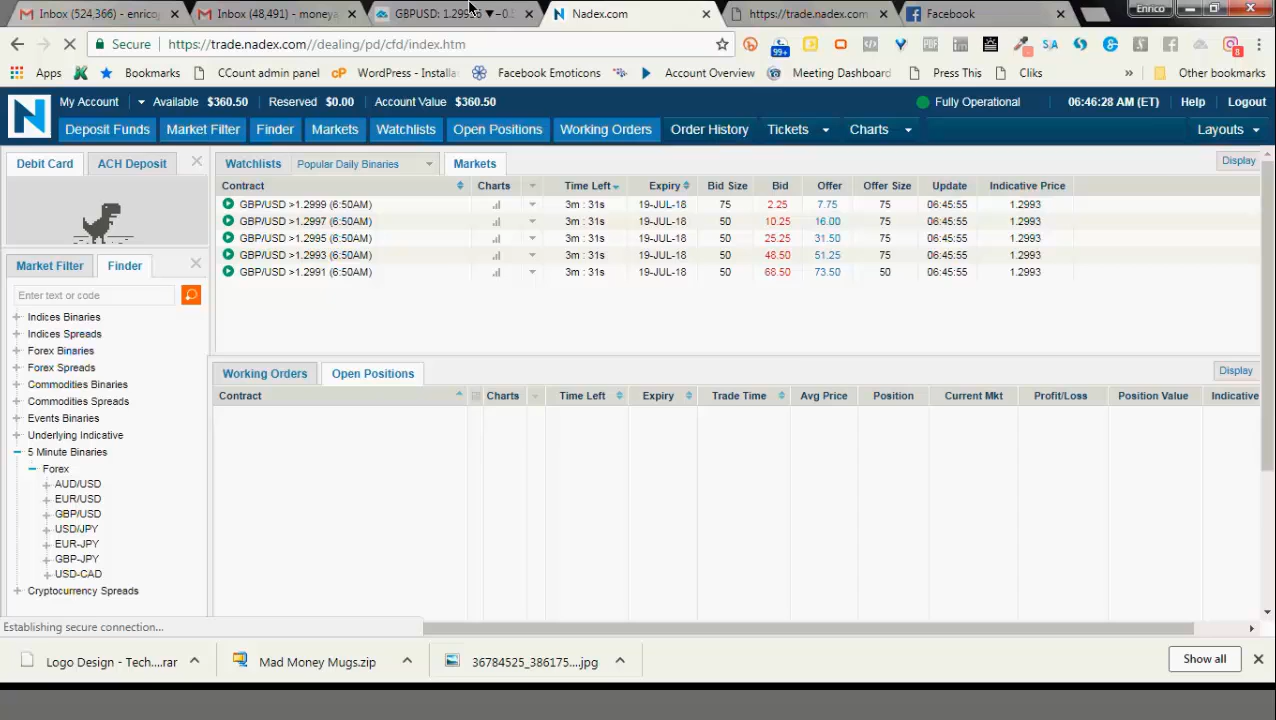 Inbox (524,366) - enrico
Inbox (48,491) - moneya
GBPUSD: 1.299
Nadex.com
https://trade.nadex.com/
Facebook
Enrico
Secure
https://trade.nadex.com//dealing/pd/cfd/index.htm
99+
PDF
S/A
8
Apps
Bookmarks
CCount admin panel
WordPress - Installa
Facebook Emoticons
Account Overview
Meeting Dashboard
Press This
Cliks
»
Other bookmarks
N
My Account
Available $360.50
Reserved $0.00
Account Value $360.50
Fully Operational
06:46:28 AM (ET)
Help
Logout
Deposit Funds
Market Filter
Finder
Markets
Watchlists
Open Positions
Working Orders
Order History
Tickets
Charts
Layouts
Debit Card
ACH Deposit
Watchlists
Popular Daily Binaries
Markets
Display
Contract Charts Time Left Expiry Bid Size Bid Offer Offer Size Update Indicative Price
GBP/USD >1.2999 (6:50AM) 3m : 31s 19-JUL-18 75 2.25 7.75 75 06:45:55 1.2993
GBP/USD >1.2997 (6:50AM) 3m : 31s 19-JUL-18 50 10.25 16.00 75 06:45:55 1.2993
GBP/USD >1.2995 (6:50AM) 3m : 31s 19-JUL-18 50 25.25 31.50 75 06:45:55 1.2993
GBP/USD >1.2993 (6:50AM) 3m : 31s 19-JUL-18 50 48.50 51.25 75 06:45:55 1.2993
GBP/USD >1.2991 (6:50AM) 3m : 31s 19-JUL-18 50 68.50 73.50 50 06:45:55 1.2993
Market Filter
Finder
Enter text or code
Indices Binaries
Indices Spreads
Forex Binaries
Forex Spreads
Commodities Binaries
Commodities Spreads
Events Binaries
Underlying Indicative
5 Minute Binaries
Forex
AUD/USD
EUR/USD
GBP/USD
USD/JPY
EUR-JPY
GBP-JPY
USD-CAD
Cryptocurrency Spreads
Working Orders
Open Positions
Display
Contract Charts Time Left Expiry Trade Time Avg Price Position Current Mkt Profit/Loss Position Value Indicative
Establishing secure connection...
Logo Design - Tech....rar
Mad Money Mugs.zip
36784525_386175....jpg
Show all